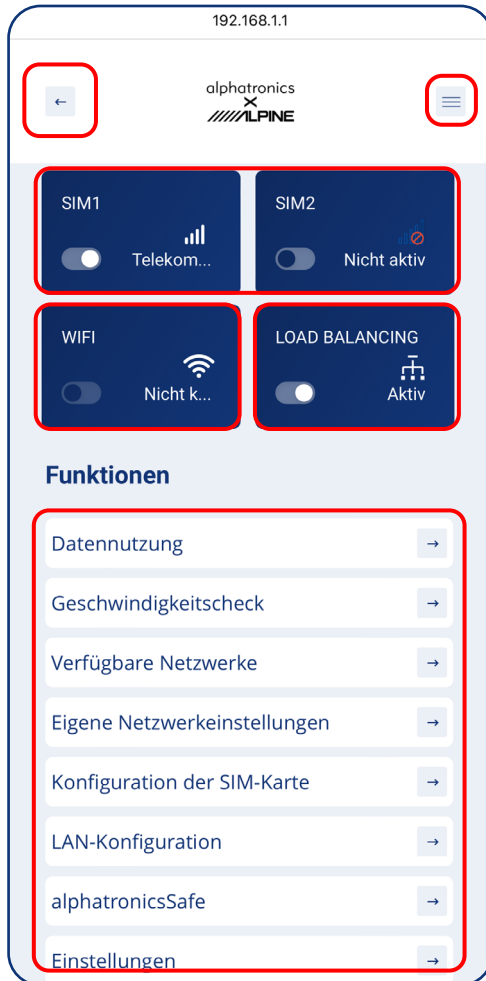 192.168.1.1
←
alphatronics
×
ALPINE
SIM1
Telekom...
SIM2
Nicht aktiv
WIFI
Nicht k...
LOAD BALANCING
Aktiv
Funktionen
Datennutzung →
Geschwindigkeitscheck →
Verfügbare Netzwerke →
Eigene Netzwerkeinstellungen →
Konfiguration der SIM-Karte →
LAN-Konfiguration →
alphatronicsSafe →
Einstellungen →